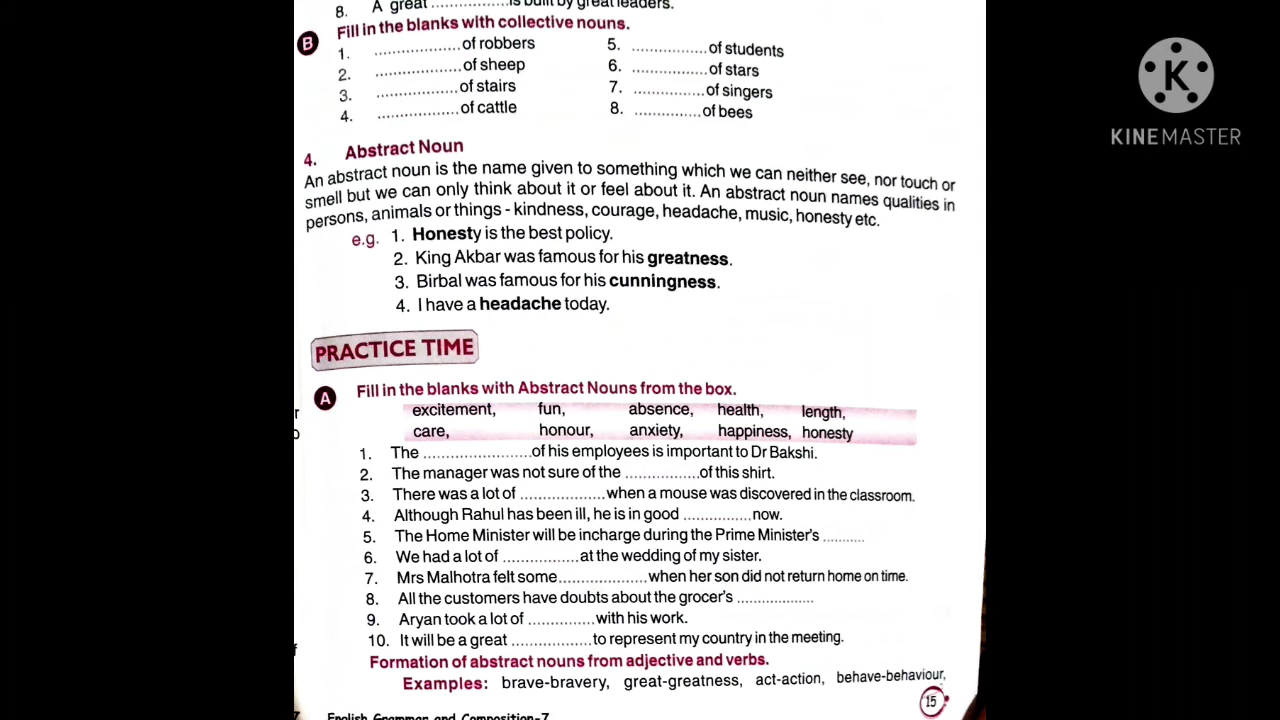 8. A great ..................is built by great leaders.
B Fill in the blanks with collective nouns.
1. ....................of robbers 5. ..................of students
2. ....................of sheep 6. ..................of stars
3. ...................of stairs 7. .................of singers
4. ...................of cattle 8. ................of bees
4. Abstract Noun
An abstract noun is the name given to something which we can neither see, nor touch or
smell but we can only think about it or feel about it. An abstract noun names qualities in
persons, animals or things - kindness, courage, headache, music, honesty etc.
e.g. 1. Honesty is the best policy.
2. King Akbar was famous for his greatness.
3. Birbal was famous for his cunningness.
4. I have a headache today.
PRACTICE TIME
A Fill in the blanks with Abstract Nouns from the box.
excitement, fun, absence, health, length,
care, honour, anxiety, happiness, honesty
1. The ..........................of his employees is important to Dr Bakshi.
2. The manager was not sure of the ..................of this shirt.
3. There was a lot of ....................when a mouse was discovered in the classroom.
4. Although Rahul has been ill, he is in good ................now.
5. The Home Minister will be incharge during the Prime Minister's ..........
6. We had a lot of ..................at the wedding of my sister.
7. Mrs Malhotra felt some.....................when her son did not return home on time.
8. All the customers have doubts about the grocer's ..................
9. Aryan took a lot of ................with his work.
10. It will be a great ...................to represent my country in the meeting.
Formation of abstract nouns from adjective and verbs.
Examples: brave-bravery, great-greatness, act-action, behave-behaviour,
15
English Grammar and Composition-7
KINEMASTER